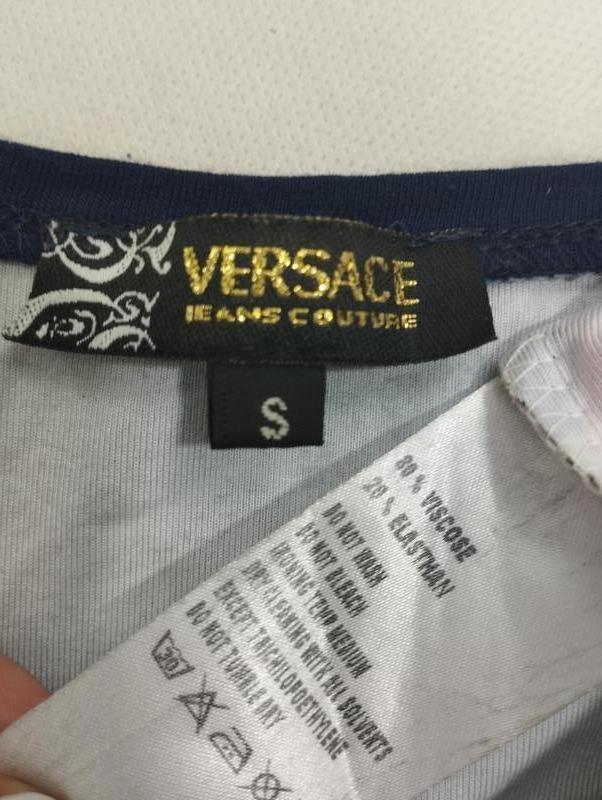 VERSACE
JEANS COUTURE
S
80 % VISCOSE
20 % ELASTHAN
DO NOT WASH
DO NOT BLEACH
IRONING TEMP MEDIUM
DRY CLEANING WITH ALL SOLVENTS
EXCEPT TRICHLOPOETHYLENE
DO NOT TUMBLE DRY
30